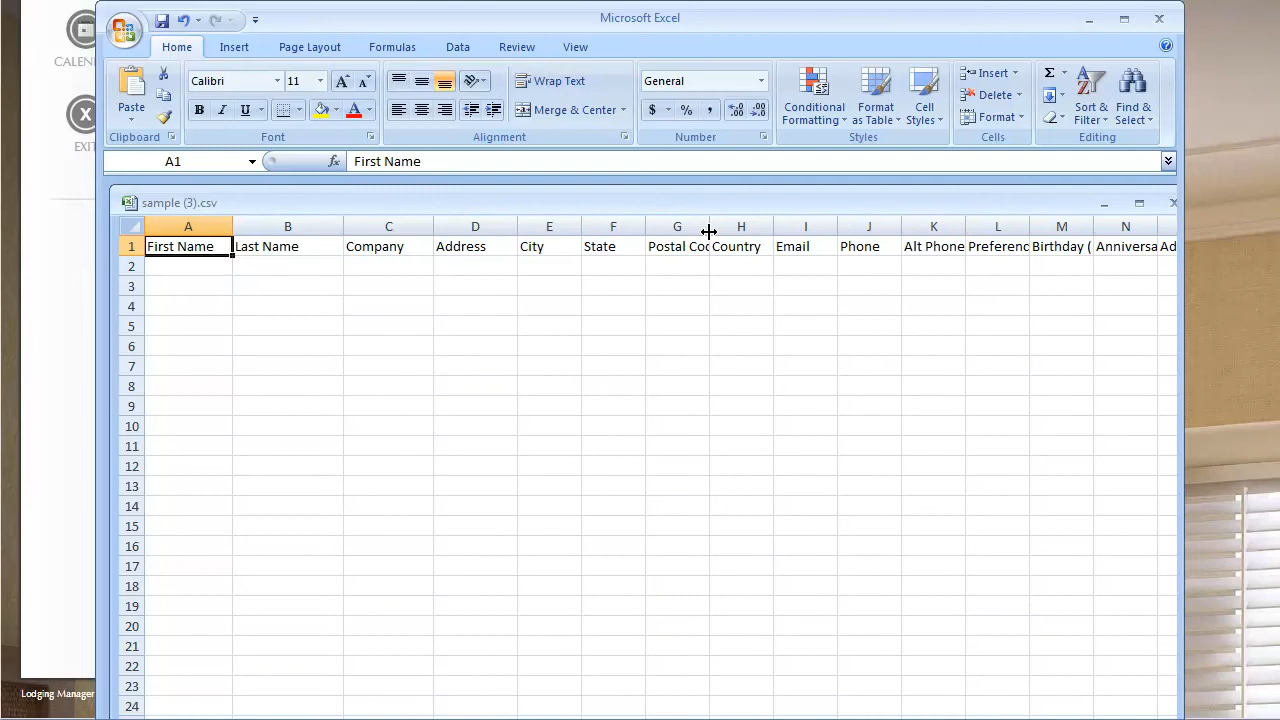 Microsoft Excel
Home Insert Page Layout Formulas Data Review View
Calibri 11 Wrap Text General Insert
Paste B I U Merge & Center $ % , Conditional Formatting Format as Table Cell Styles Delete Format Σ Sort & Filter Find & Select
Clipboard Font Alignment Number Styles Cells Editing
A1 fx First Name
sample (3).csv
A B C D E F G H I J K L M N
1 First Name Last Name Company Address City State Postal Coc Country Email Phone Alt Phone Preferenc Birthday ( Anniversa Ad
2
3
4
5
6
7
8
9
10
11
12
13
14
15
16
17
18
19
20
21
22
23
24
CALEN
X
EXIT
Lodging Manager